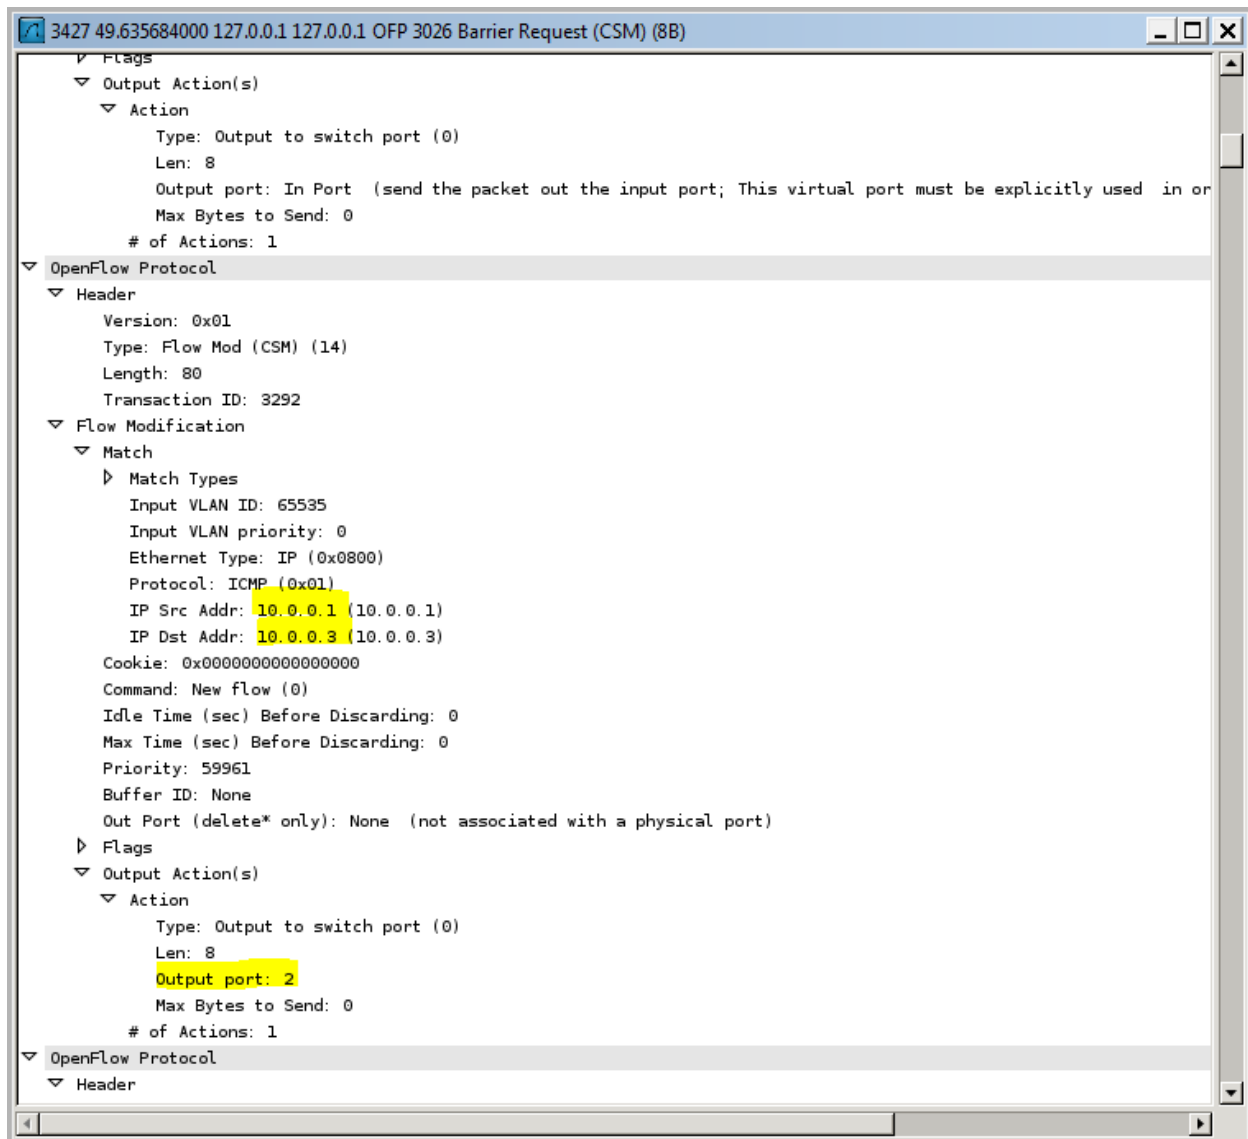 3427 49.635684000 127.0.0.1 127.0.0.1 OFP 3026 Barrier Request (CSM) (8B)
Flags
Output Action(s)
Action
Type: Output to switch port (0)
Len: 8
Output port: In Port (send the packet out the input port; This virtual port must be explicitly used in or
Max Bytes to Send: 0
# of Actions: 1
OpenFlow Protocol
Header
Version: 0x01
Type: Flow Mod (CSM) (14)
Length: 80
Transaction ID: 3292
Flow Modification
Match
Match Types
Input VLAN ID: 65535
Input VLAN priority: 0
Ethernet Type: IP (0x0800)
Protocol: ICMP (0x01)
IP Src Addr: 10.0.0.1 (10.0.0.1)
IP Dst Addr: 10.0.0.3 (10.0.0.3)
Cookie: 0x0000000000000000
Command: New flow (0)
Idle Time (sec) Before Discarding: 0
Max Time (sec) Before Discarding: 0
Priority: 59961
Buffer ID: None
Out Port (delete* only): None (not associated with a physical port)
Flags
Output Action(s)
Action
Type: Output to switch port (0)
Len: 8
Output port: 2
Max Bytes to Send: 0
# of Actions: 1
OpenFlow Protocol
Header